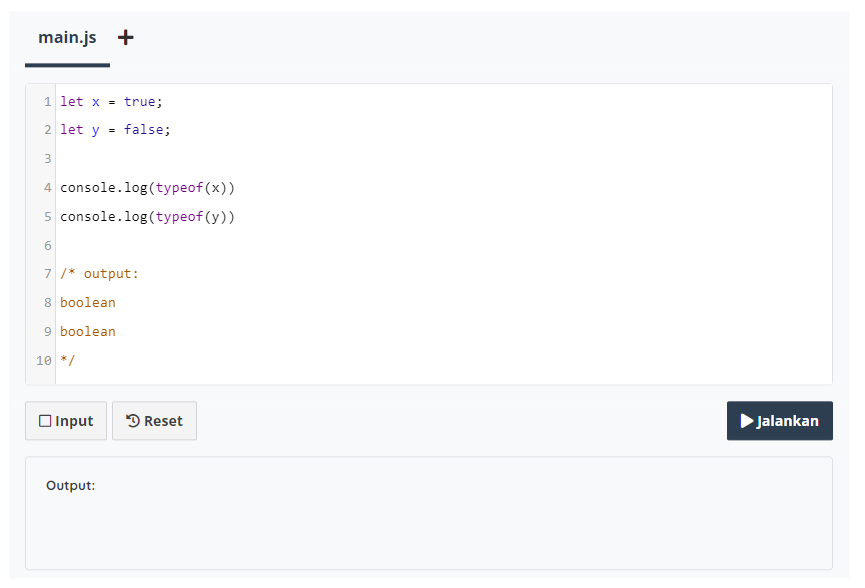 main.js +
1 let x = true;
2 let y = false;
3
4 console.log(typeof(x))
5 console.log(typeof(y))
6
7 /* output:
8 boolean
9 boolean
10 */
Input Reset Jalankan
Output: